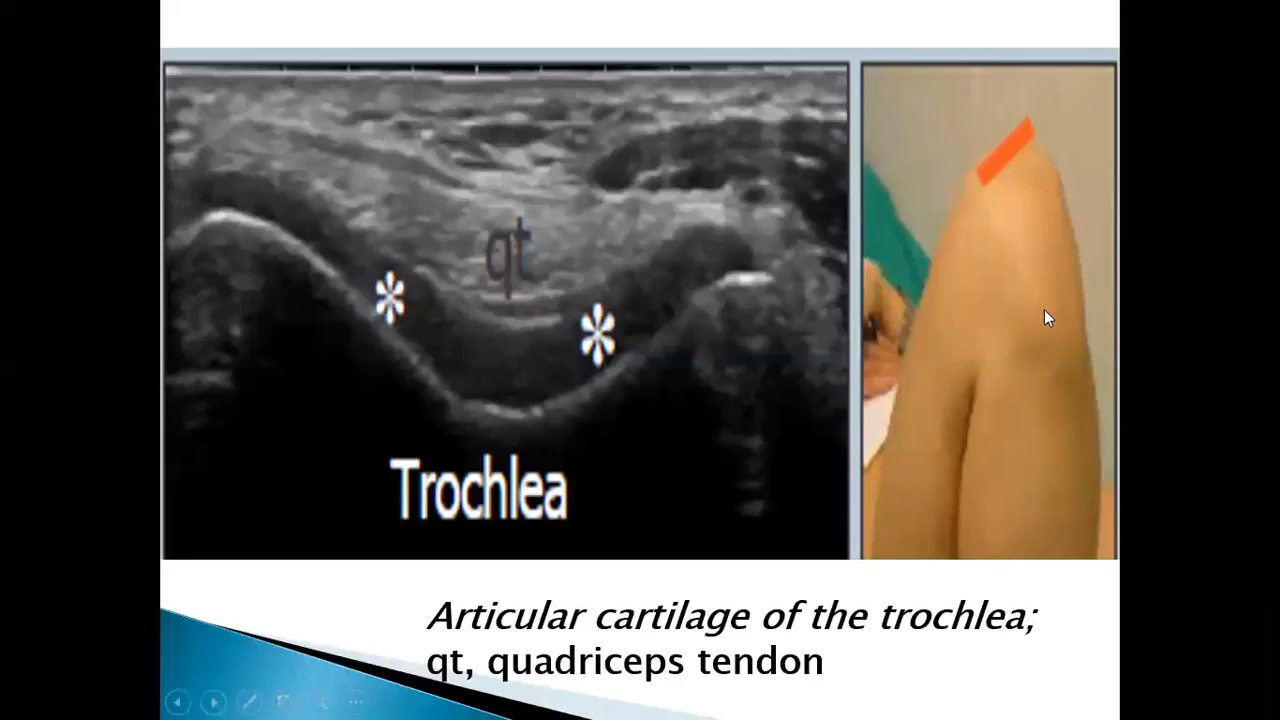 qt
*
*
Trochlea
Articular cartilage of the trochlea;
qt, quadriceps tendon